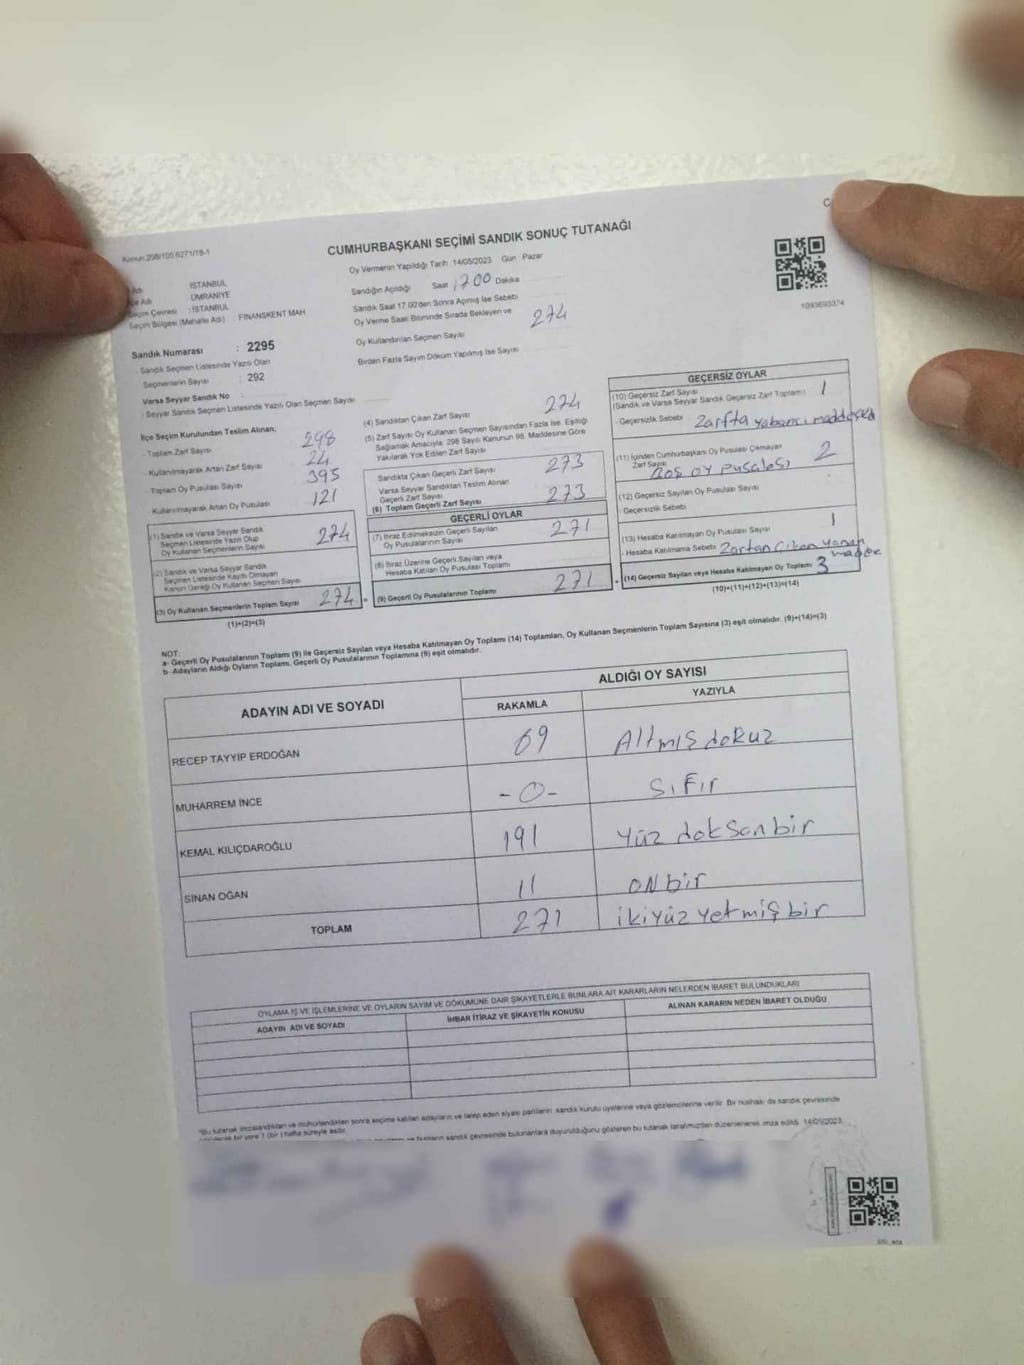 Kanun 298/105.6271/18-1
CUMHURBAŞKANI SEÇİMİ SANDIK SONUÇ TUTANAĞI
Adı : İSTANBUL
İlçe Adı : ÜMRANİYE
Seçim Çevresi : İSTANBUL
Seçim Bölgesi (Mahalle Adı) : FİNANSKENT MAH
Sandık Numarası : 2295
Sandık Seçmen Listesinde Yazılı Olan
Seçmenlerin Sayısı : 292
Varsa Seyyar Sandık No :
- Seyyar Sandık Seçmen Listesinde Yazılı Olan Seçmen Sayısı
Oy Vermenin Yapıldığı Tarih 14/05/2023 Gün Pazar
Sandığın Açıldığı Saat 1700 Dakika
Sandık Saat 17.00'den Sonra Açılmış İse Sebebi
Oy Verme Saati Bitiminde Sırada Bekleyen ve
Oy Kullandırılan Seçmen Sayısı 274
Birden Fazla Sayım Döküm Yapılmış İse Sayısı
1093693374
İlçe Seçim Kurulundan Teslim Alınan;
- Toplam Zarf Sayısı 298
- Kullanılmayarak Artan Zarf Sayısı 24
- Toplam Oy Pusulası Sayısı 395
Kullanılmayarak Artan Oy Pusulası 121
(1) Sandık ve Varsa Seyyar Sandık
Seçmen Listesinde Yazılı Olup
Oy Kullanan Seçmenlerin Sayısı 274
(2) Sandık ve Varsa Seyyar Sandık
Seçmen Listesinde Kayıtlı Olmayan
Kanun Gereği Oy Kullanan Seçmen Sayısı
(3) Oy Kullanan Seçmenlerin Toplam Sayısı 274 =
(1)+(2)=(3)
(4) Sandıktan Çıkan Zarf Sayısı 274
(5) Zarf Sayısı Oy Kullanan Seçmen Sayısından Fazla İse, Eşitliği
Sağlamak Amacıyla; 298 Sayılı Kanunun 98. Maddesine Göre
Yakılarak Yok Edilen Zarf Sayısı
Sandıkta Çıkan Geçerli Zarf Sayısı 273
Varsa Seyyar Sandıktan Teslim Alınan
Geçerli Zarf Sayısı
(6) Toplam Geçerli Zarf Sayısı 273
GEÇERLİ OYLAR
(7) İtiraz Edilmeksizin Geçerli Sayılan
Oy Pusulalarının Sayısı 271
(8) İtiraz Üzerine Geçerli Sayılan veya
Hesaba Katılan Oy Pusulası Toplamı
(9) Geçerli Oy Pusulalarının Toplamı 271 +
GEÇERSİZ OYLAR
(10) Geçersiz Zarf Sayısı 1
(Sandık ve Varsa Seyyar Sandık Geçersiz Zarf Toplamı)
- Geçersizlik Sebebi Zarfta yabancı madde
(11) İçinden Cumhurbaşkanı Oy Pusulası Çıkmayan
Zarf Sayısı Boş oy pusulası 2
(12) Geçersiz Sayılan Oy Pusulası Sayısı
Geçersizlik Sebebi
(13) Hesaba Katılmayan Oy Pusulası Sayısı 1
- Hesaba Katılmama Sebebi Zarftan çıkan yanan madde
(14) Geçersiz Sayılan veya Hesaba Katılmayan Oy Toplamı 3
(10)+(11)+(12)+(13)=(14)
NOT:
a- Geçerli Oy Pusulalarının Toplamı (9) ile Geçersiz Sayılan veya Hesaba Katılmayan Oy Toplamı (14) Toplamları, Oy Kullanan Seçmenlerin Toplam Sayısına (3) eşit olmalıdır. (9)+(14)=(3)
b- Adayların Aldığı Oyların Toplamı, Geçerli Oy Pusulalarının Toplamına (9) eşit olmalıdır.
ADAYIN ADI VE SOYADI
ALDIĞI OY SAYISI
RAKAMLA YAZIYLA
RECEP TAYYİP ERDOĞAN 69 Altmış dokuz
MUHARREM İNCE -0- sıfır
KEMAL KILIÇDAROĞLU 191 Yüz doksan bir
SİNAN OĞAN 11 ON bir
TOPLAM 271 ikiyüz yetmiş bir
OYLAMA İŞ VE İŞLEMLERİNE VE OYLARIN SAYIM VE DÖKÜMÜNE DAİR ŞİKAYETLERLE BUNLARA AİT KARARLARIN NELERDEN İBARET BULUNDUKLARI
ADAYIN ADI VE SOYADI İHBAR İTİRAZ VE ŞİKAYETİN KONUSU ALINAN KARARIN NEDEN İBARET OLDUĞU
*Bu tutanak imzalandıktan ve mühürlendikten sonra seçime katılan adayların ve talep eden siyasi partilerin sandık kurulu üyelerine veya gözlemcilerine verilir. Bir nüshası da sandık çevresinde
bir yere 1 (bir) hafta süreyle asılır.
sandık çevresinde bulunanlara duyurulduğunu gösteren bu tutanak tarafımızdan düzenlenerek imza edildi. 14/05/2023